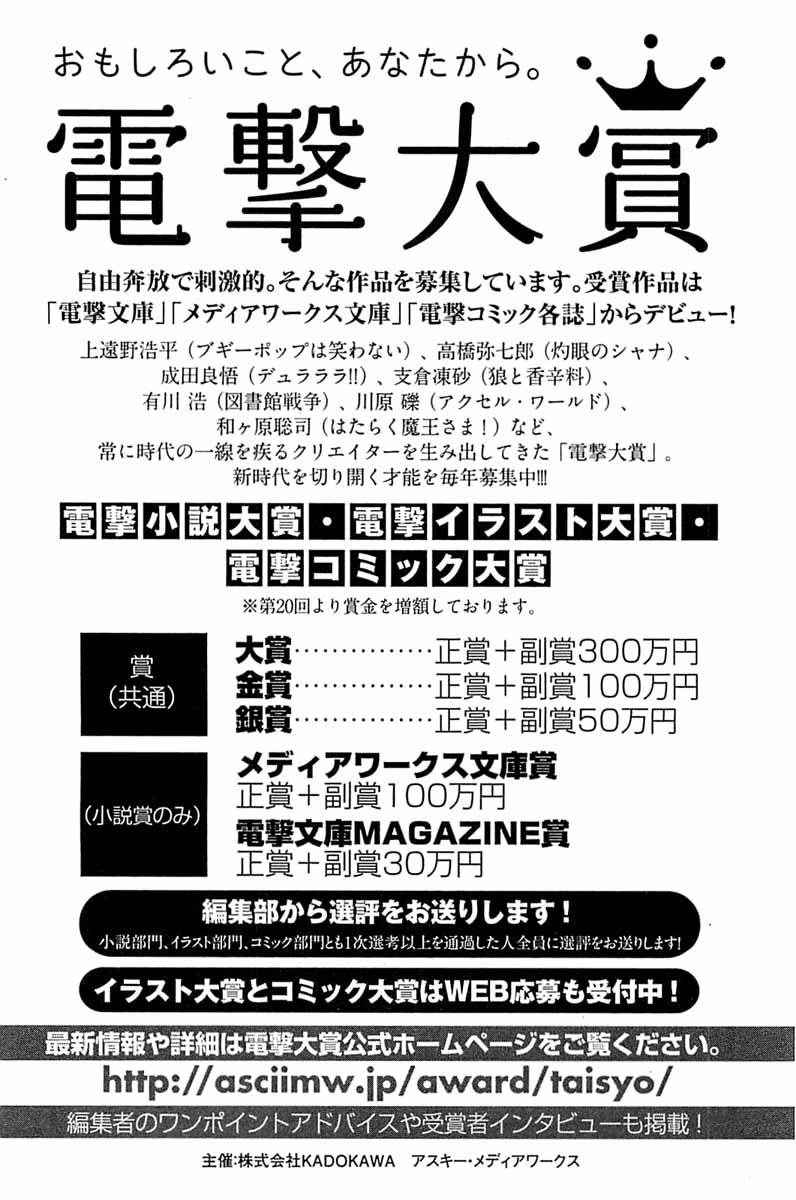 おもしろいこと、あなたから。
電撃大賞
自由奔放で刺激的。そんな作品を募集しています。受賞作品は
「電撃文庫」「メディアワークス文庫」「電撃コミック各誌」からデビュー!
上遠野浩平(ブギーポップは笑わない)、高橋弥七郎(灼眼のシャナ)、
成田良悟(デュラララ!!)、支倉凍砂(狼と香辛料)、
有川 浩(図書館戦争)、川原 礫(アクセル・ワールド)、
和ヶ原聡司(はたらく魔王さま!)など、
常に時代の一線を疾るクリエイターを生み出してきた「電撃大賞」。
新時代を切り開く才能を毎年募集中!!!
電撃小説大賞・電撃イラスト大賞・
電撃コミック大賞
※第20回より賞金を増額しております。
賞
(共通)
大賞……………正賞+副賞300万円
金賞……………正賞+副賞100万円
銀賞……………正賞+副賞50万円
(小説賞のみ)
メディアワークス文庫賞
正賞+副賞100万円
電撃文庫MAGAZINE賞
正賞+副賞30万円
編集部から選評をお送りします!
小説部門、イラスト部門、コミック部門とも1次選考以上を通過した人全員に選評をお送りします!
イラスト大賞とコミック大賞はWEB応募も受付中!
最新情報や詳細は電撃大賞公式ホームページをご覧ください。
http://asciimw.jp/award/taisyo/
編集者のワンポイントアドバイスや受賞者インタビューも掲載!
主催:株式会社KADOKAWA アスキー・メディアワークス